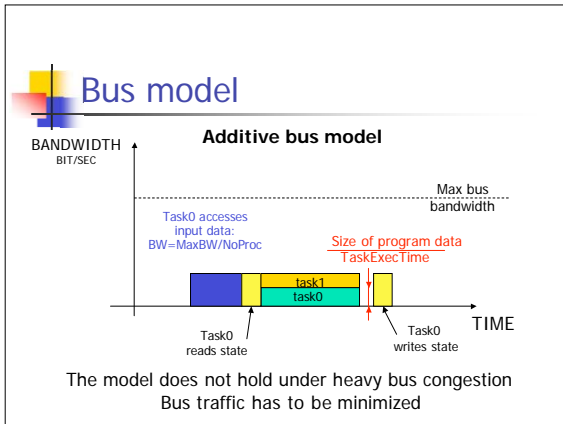 Bus model
Additive bus model
BANDWIDTH
BIT/SEC
Max bus
bandwidth
Task0 accesses
input data:
BW=MaxBW/NoProc
Size of program data
TaskExecTime
task1
task0
TIME
Task0
reads state
Task0
writes state
The model does not hold under heavy bus congestion
Bus traffic has to be minimized